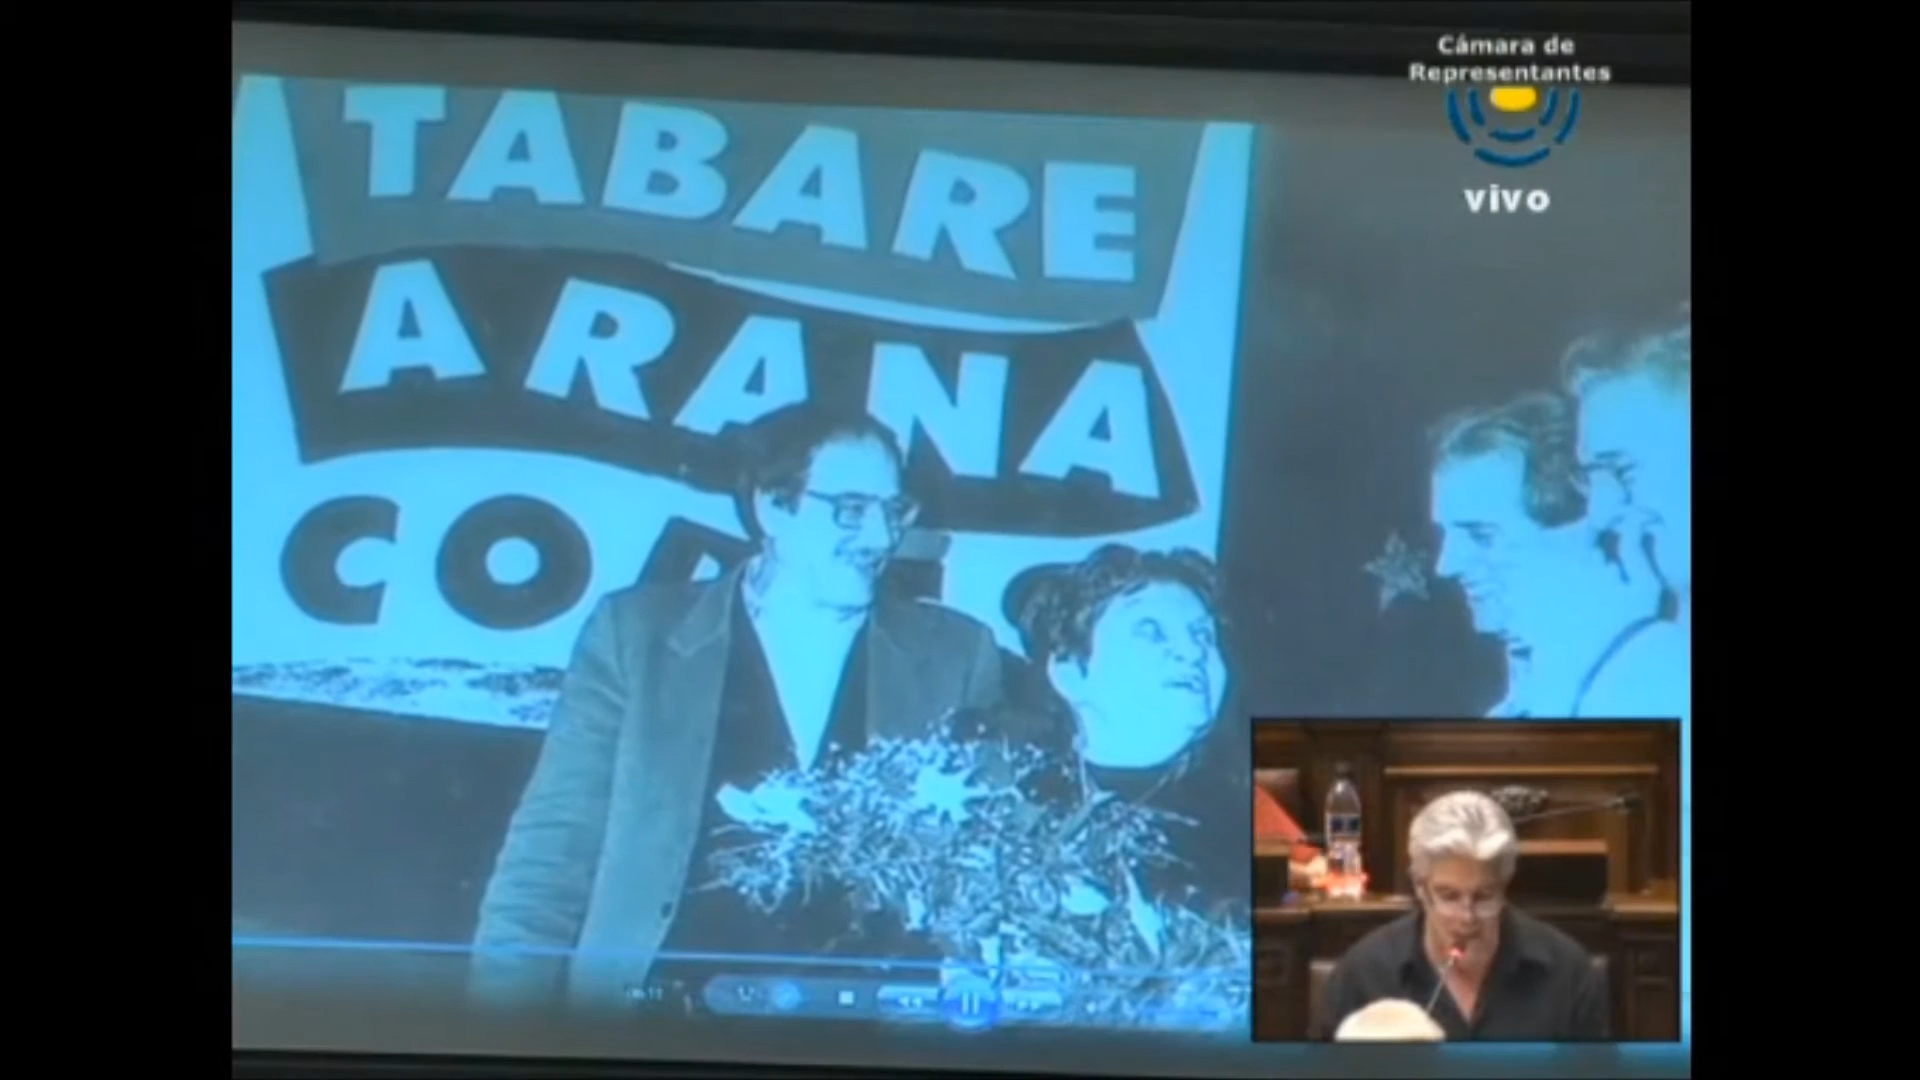 Cámara de
Representantes
vivo
TABARE
ARANA
CO